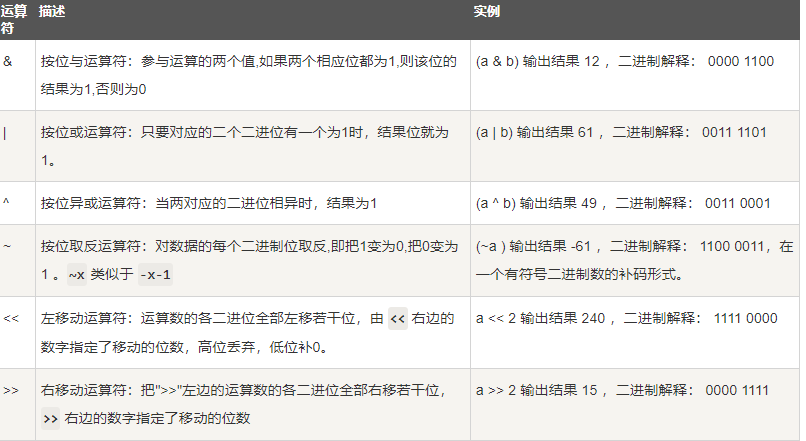 运算符 描述 实例
& 按位与运算符：参与运算的两个值,如果两个相应位都为1,则该位的 (a & b) 输出结果 12 ，二进制解释： 0000 1100
结果为1,否则为0
| 按位或运算符：只要对应的二个二进位有一个为1时，结果位就为 (a | b) 输出结果 61 ，二进制解释： 0011 1101
1。
^ 按位异或运算符：当两对应的二进位相异时，结果为1 (a ^ b) 输出结果 49 ，二进制解释： 0011 0001
~ 按位取反运算符：对数据的每个二进制位取反,即把1变为0,把0变为 (~a ) 输出结果 -61 ，二进制解释： 1100 0011，在
1 。~x 类似于 -x-1 一个有符号二进制数的补码形式。
<< 左移动运算符：运算数的各二进位全部左移若干位，由 << 右边的 a << 2 输出结果 240 ，二进制解释： 1111 0000
数字指定了移动的位数，高位丢弃，低位补0。
>> 右移动运算符：把">>"左边的运算数的各二进位全部右移若干位， a >> 2 输出结果 15 ，二进制解释： 0000 1111
>> 右边的数字指定了移动的位数